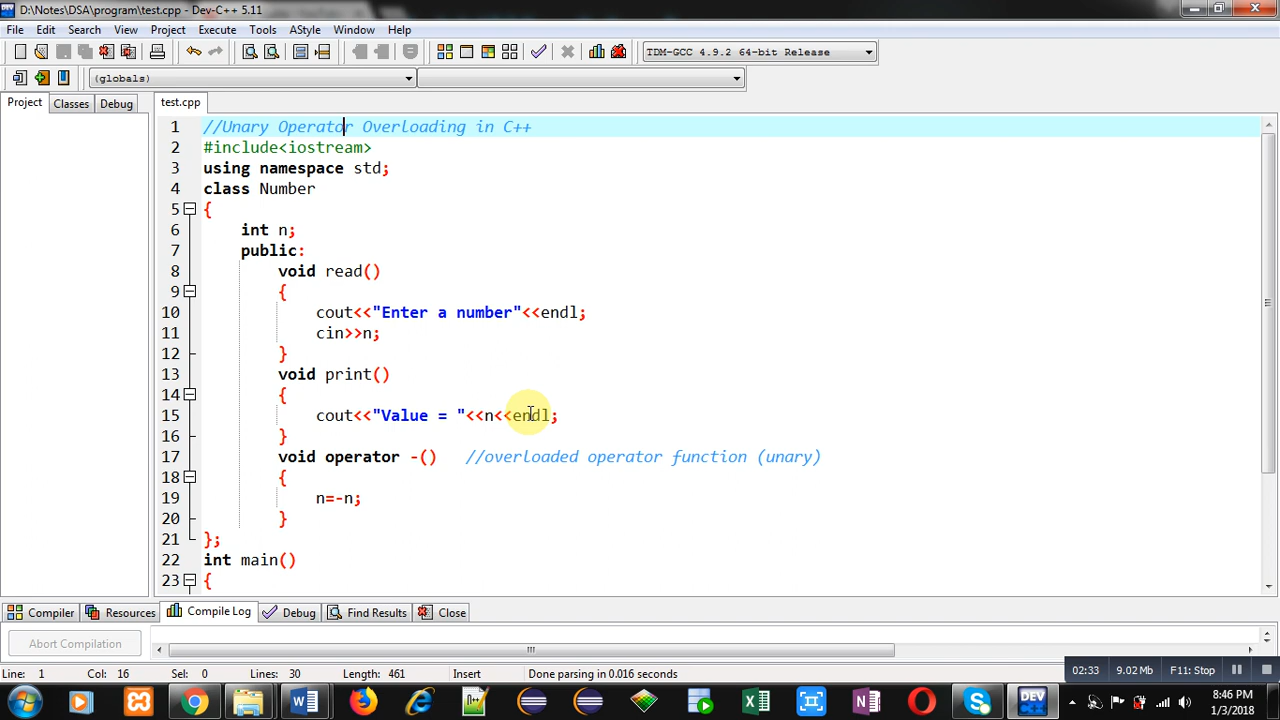 D:\Notes\DSA\program\test.cpp - Dev-C++ 5.11
File Edit Search View Project Execute Tools AStyle Window Help
TDM-GCC 4.9.2 64-bit Release
(globals)
Project Classes Debug test.cpp
1 //Unary Operator Overloading in C++
2 #include<iostream>
3 using namespace std;
4 class Number
5 {
6 int n;
7 public:
8 void read()
9 {
10 cout<<"Enter a number"<<endl;
11 cin>>n;
12 }
13 void print()
14 {
15 cout<<"Value = "<<n<<endl;
16 }
17 void operator -() //overloaded operator function (unary)
18 {
19 n=-n;
20 }
21 };
22 int main()
23 {
Compiler Resources Compile Log Debug Find Results Close
Abort Compilation
Line: 1 Col: 16 Sel: 0 Lines: 30 Length: 461 Insert Done parsing in 0.016 seconds
02:33 9.02 Mb F11: Stop
DEV
8:46 PM
1/3/2018